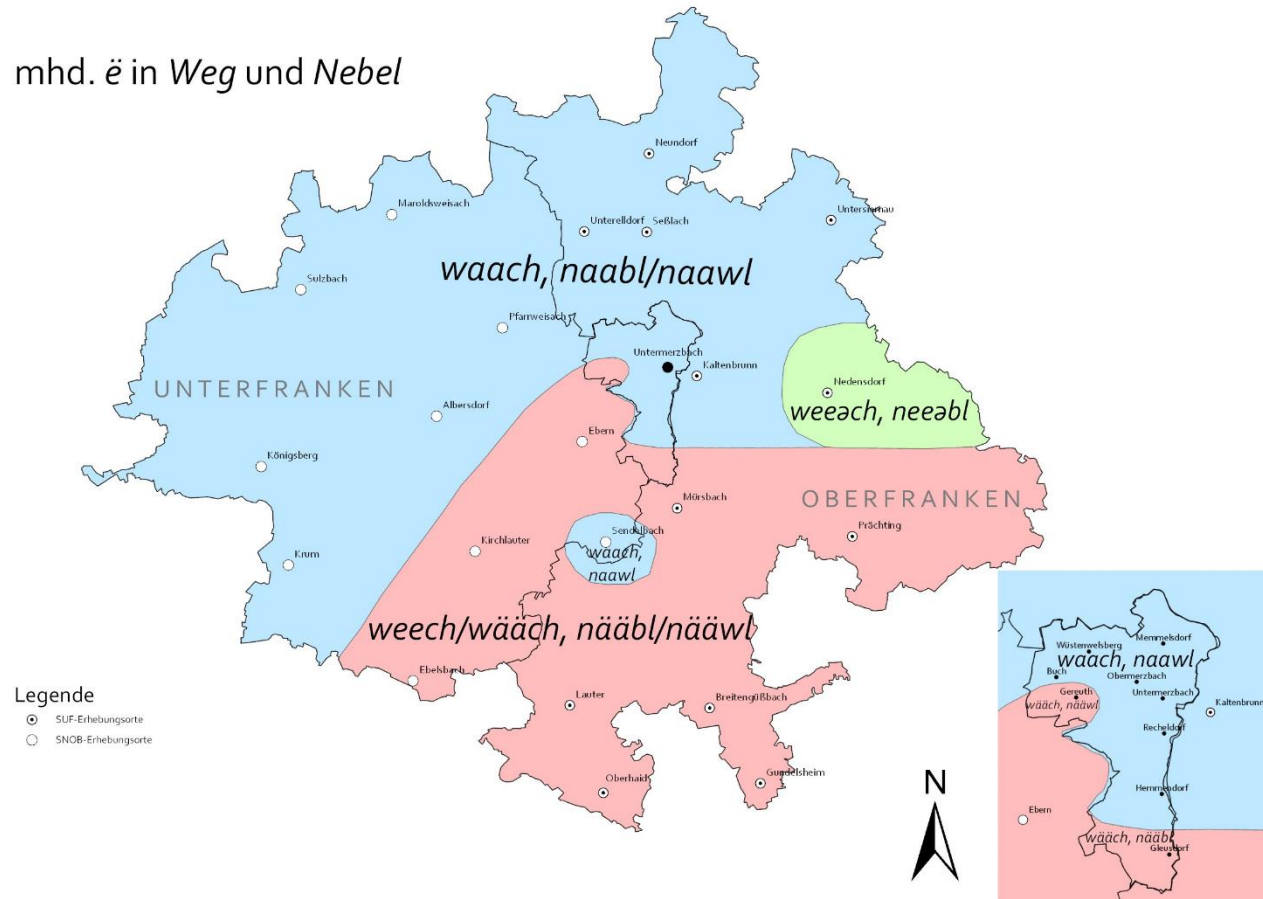 mhd. ë in Weg und Nebel
Neundorf
Maroldsweisach
Unterelldorf
Seßlach
Untersiemau
waach, naabl/naawl
Sulzbach
Pfarrweisach
Untermerzbach
Kaltenbrunn
UNTERFRANKEN
Nedensdorf
weeəch, neeəbl
Albersdorf
Ebern
Königsberg
OBERFRANKEN
Mürsbach
Prächting
Sendelbach
waach,
naawl
Kirchlauter
Krum
weech/wääch, nääbl/nääwl
Ebelsbach
Lauter
Breitengüßbach
Oberhaid
Gundelsheim
Legende
SUF-Erhebungsorte
SNOB-Erhebungsorte
N
Memmelsdorf
Wüstenwelsberg
waach, naawl
Buch
Obermerzbach
Gereuth
Untermerzbach
wääch, nääwl
Kaltenbrunn
Recheldorf
Hemmendorf
Ebern
wääch, nääbl
Gleusdorf